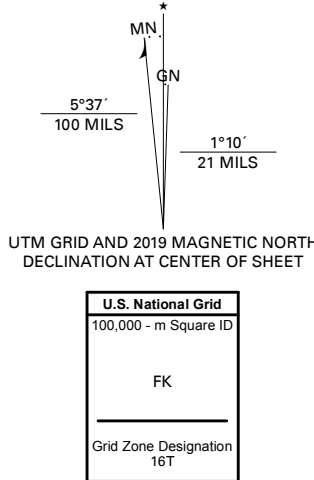 MN
GN
5°37´
100 MILS
1°10´
21 MILS
UTM GRID AND 2019 MAGNETIC NORTH
DECLINATION AT CENTER OF SHEET
U.S. National Grid
100,000 - m Square ID
FK
Grid Zone Designation
16T